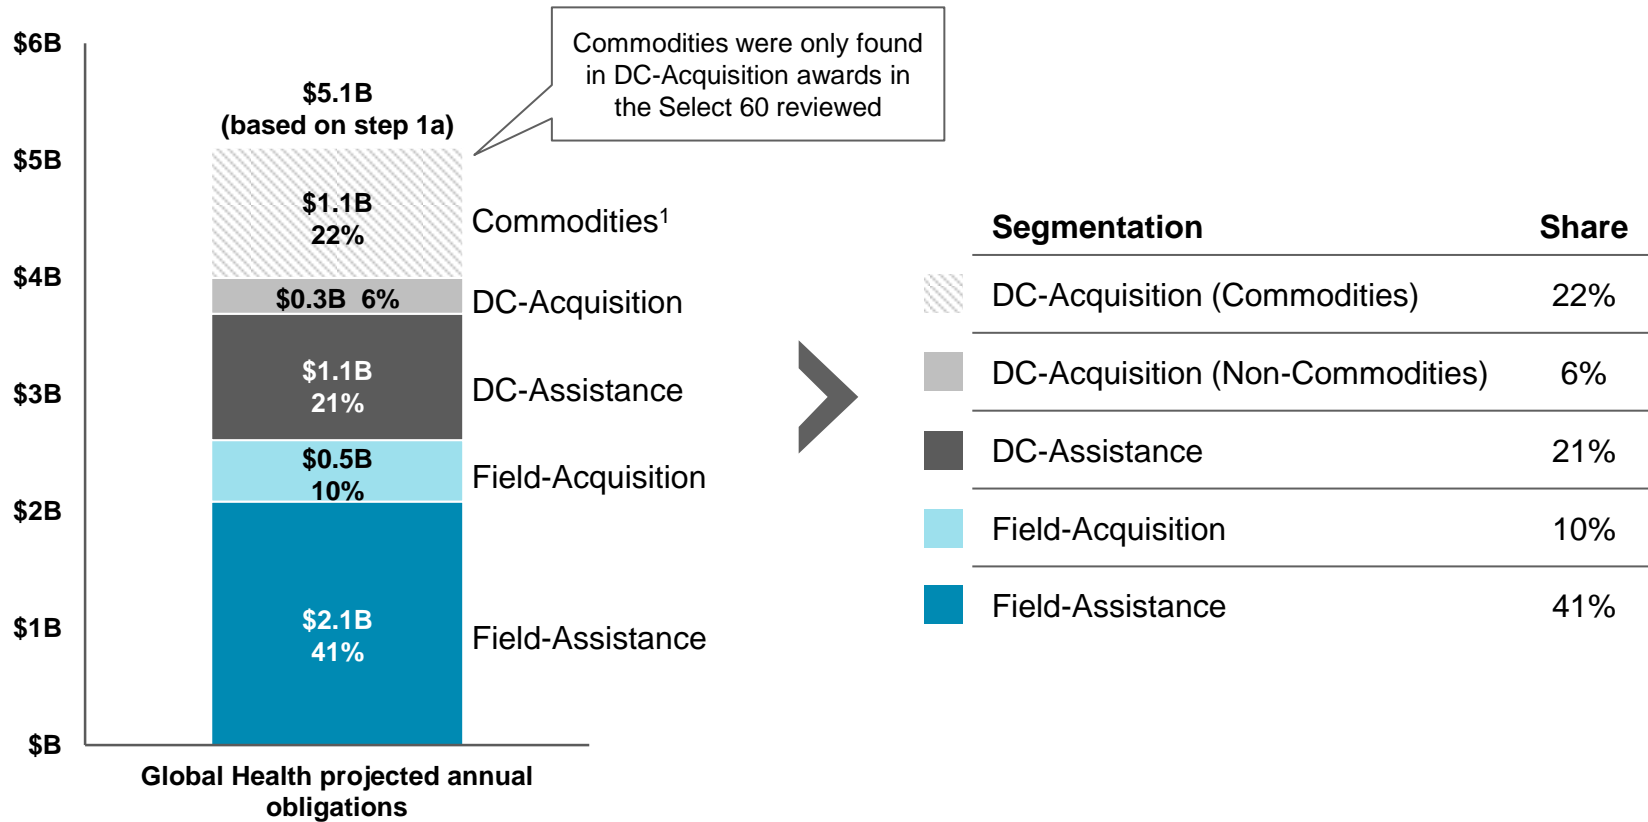 $6B
$5B
$4B
$3B
$2B
$1B
$B
$5.1B
(based on step 1a)
Commodities were only found
in DC-Acquisition awards in
the Select 60 reviewed
$1.1B
22%
Commodities¹
$0.3B 6%
DC-Acquisition
$1.1B
21%
DC-Assistance
$0.5B
10%
Field-Acquisition
$2.1B
41%
Field-Assistance
Global Health projected annual
obligations
Segmentation Share
DC-Acquisition (Commodities) 22%
DC-Acquisition (Non-Commodities) 6%
DC-Assistance 21%
Field-Acquisition 10%
Field-Assistance 41%